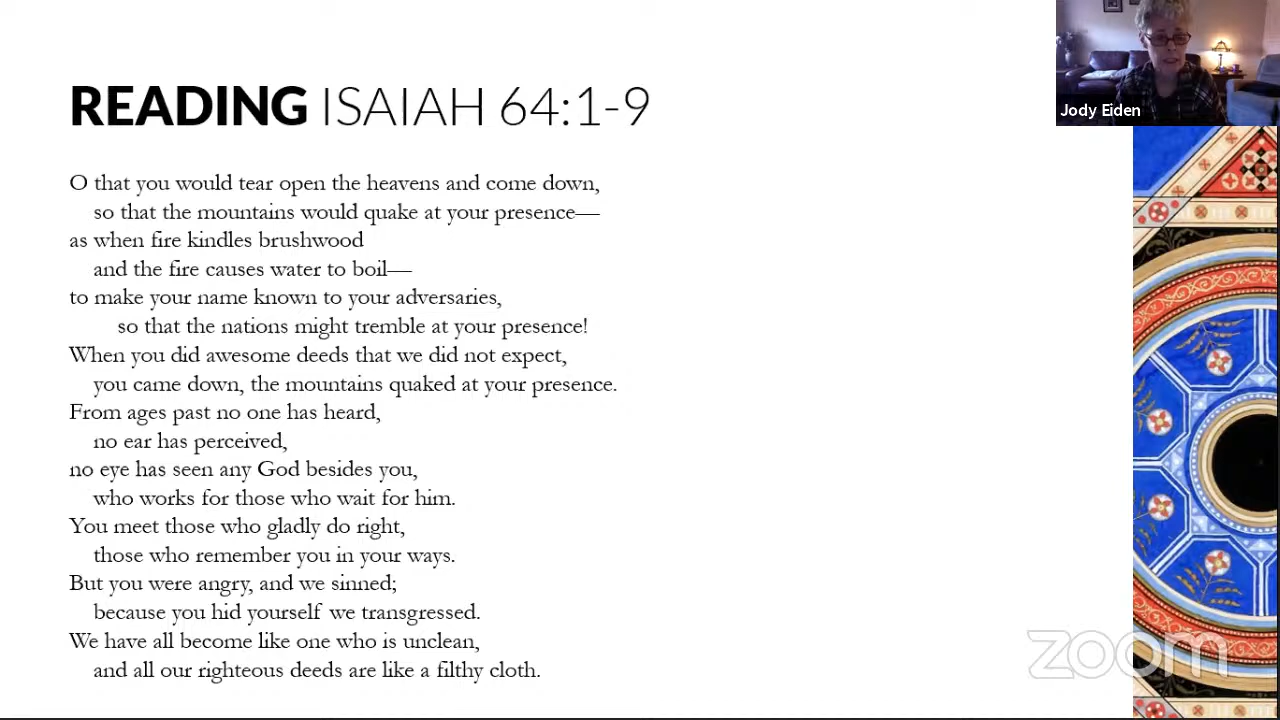 READING ISAIAH 64:1-9
Jody Eiden
O that you would tear open the heavens and come down,
so that the mountains would quake at your presence—
as when fire kindles brushwood
and the fire causes water to boil—
to make your name known to your adversaries,
so that the nations might tremble at your presence!
When you did awesome deeds that we did not expect,
you came down, the mountains quaked at your presence.
From ages past no one has heard,
no ear has perceived,
no eye has seen any God besides you,
who works for those who wait for him.
You meet those who gladly do right,
those who remember you in your ways.
But you were angry, and we sinned;
because you hid yourself we transgressed.
We have all become like one who is unclean,
and all our righteous deeds are like a filthy cloth.
zoom